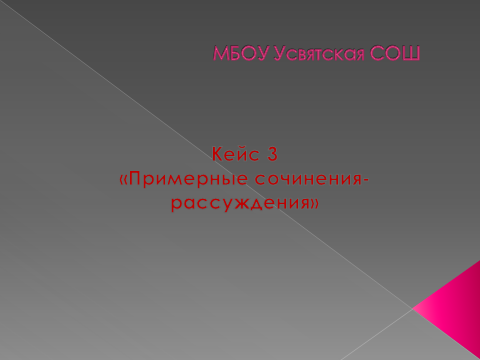 МБОУ Усвятская СОШ
Кейс 3
«Примерные сочинения-
рассуждения»